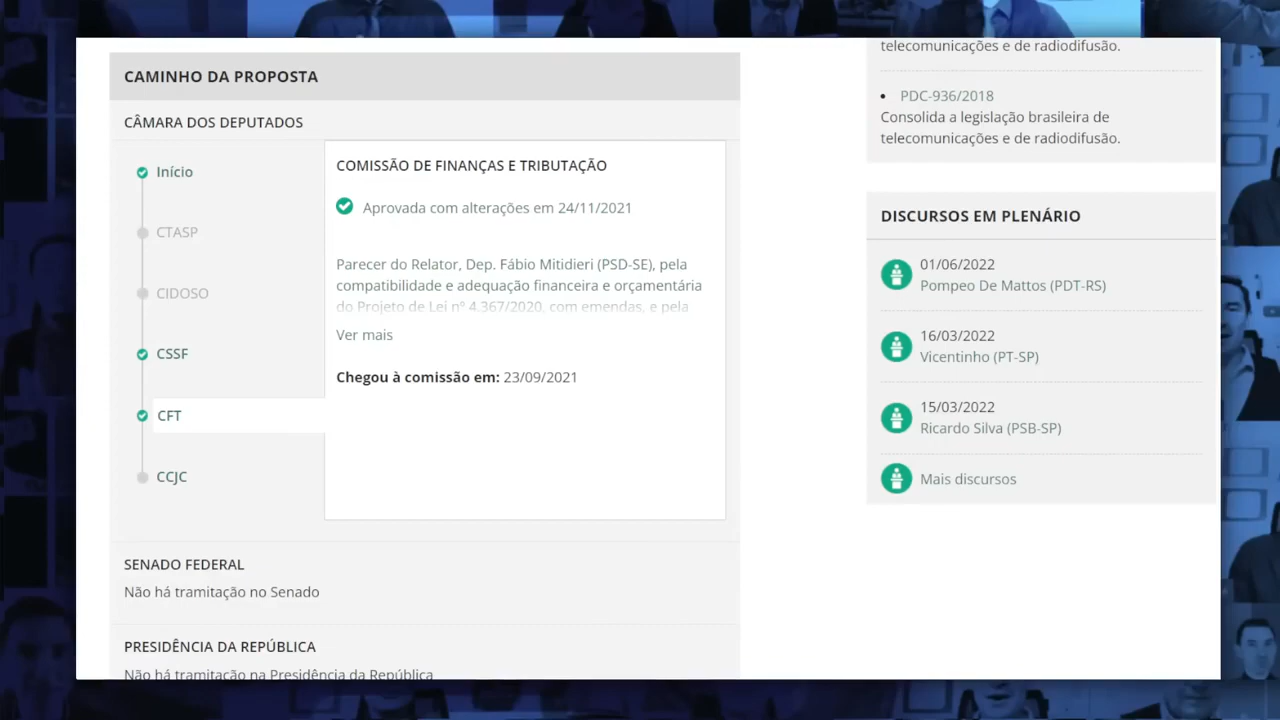 CAMINHO DA PROPOSTA
CÂMARA DOS DEPUTADOS
Início
CTASP
CIDOSO
CSSF
CFT
CCJC
COMISSÃO DE FINANÇAS E TRIBUTAÇÃO
Aprovada com alterações em 24/11/2021
Parecer do Relator, Dep. Fábio Mitidieri (PSD-SE), pela
compatibilidade e adequação financeira e orçamentária
do Projeto de Lei nº 4.367/2020, com emendas, e pela
Ver mais
Chegou à comissão em: 23/09/2021
SENADO FEDERAL
Não há tramitação no Senado
PRESIDÊNCIA DA REPÚBLICA
Não há tramitação na Presidência da República
telecomunicações e de radiodifusão.
• PDC-936/2018
Consolida a legislação brasileira de
telecomunicações e de radiodifusão.
DISCURSOS EM PLENÁRIO
01/06/2022
Pompeo De Mattos (PDT-RS)
16/03/2022
Vicentinho (PT-SP)
15/03/2022
Ricardo Silva (PSB-SP)
Mais discursos